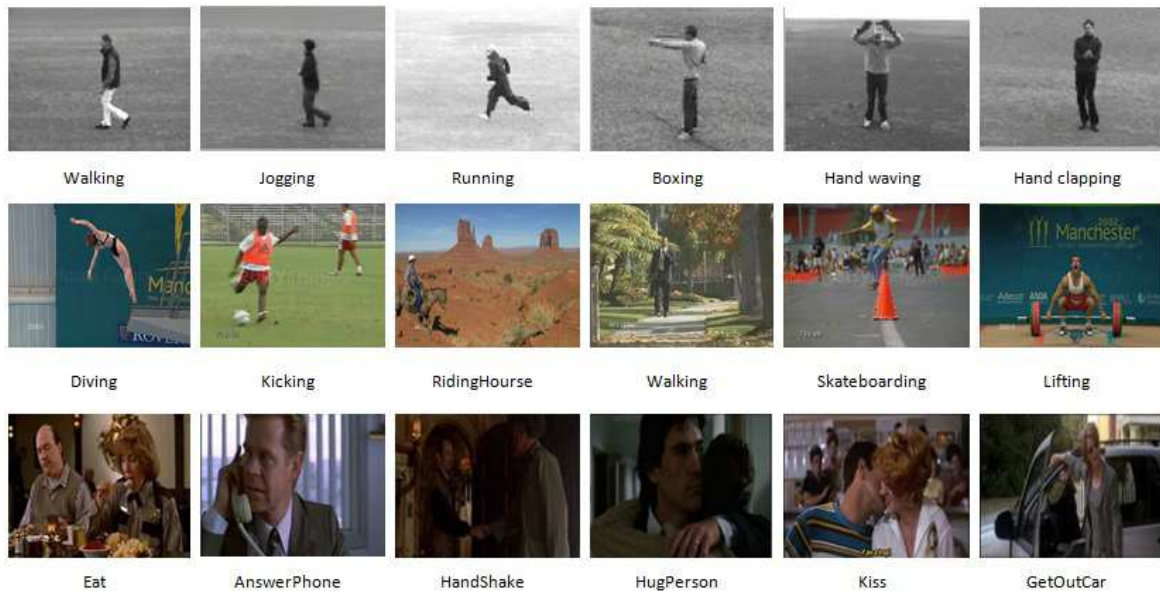 Walking Jogging Running Boxing Hand waving Hand clapping
2002
Manchester
Diving Kicking RidingHourse Walking Skateboarding Lifting
Eat AnswerPhone HandShake HugPerson Kiss GetOutCar